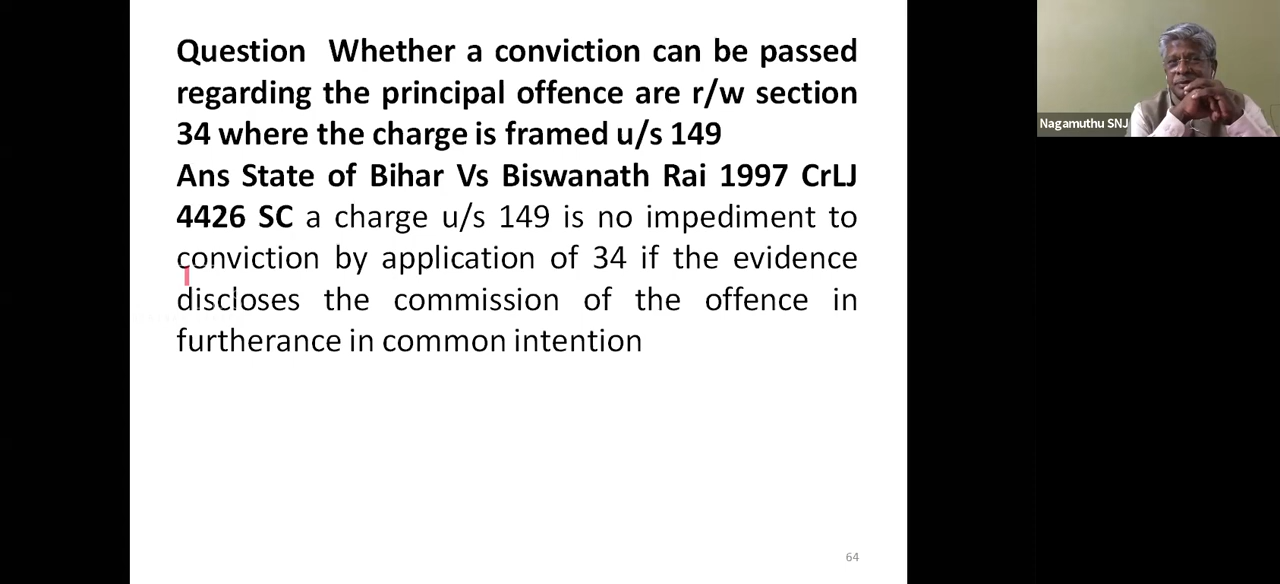 Question Whether a conviction can be passed
regarding the principal offence are r/w section
34 where the charge is framed u/s 149
Ans State of Bihar Vs Biswanath Rai 1997 CrLJ
4426 SC a charge u/s 149 is no impediment to
conviction by application of 34 if the evidence
discloses the commission of the offence in
furtherance in common intention
64
Nagamuthu SNJ